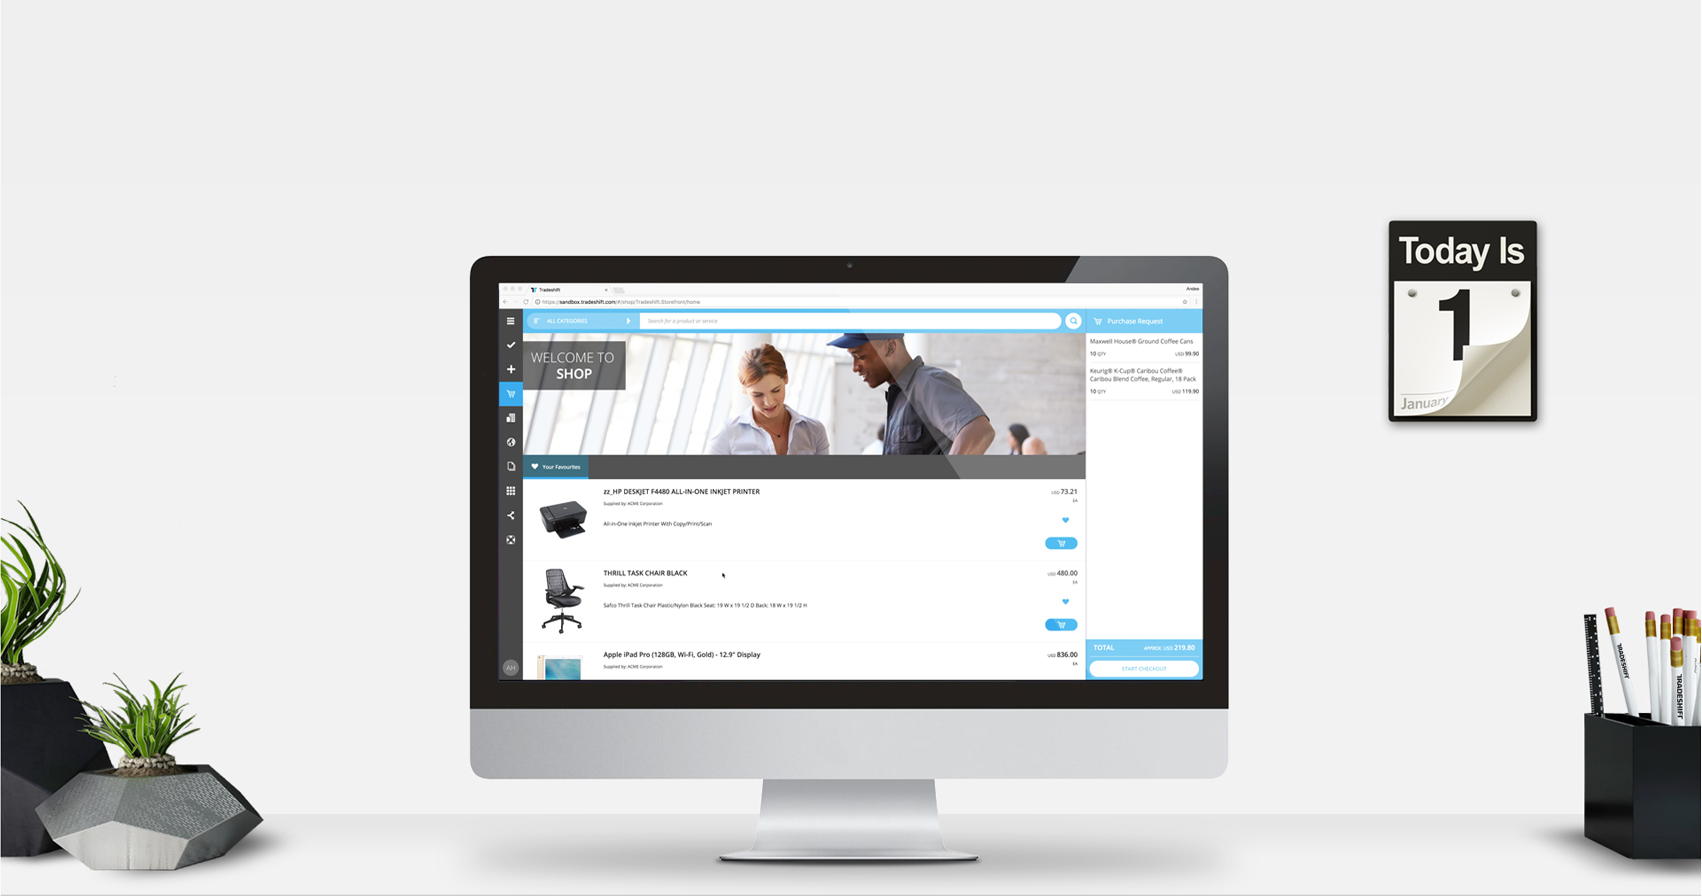 Tradeshift
Andea
https://sandbox.tradeshift.com/#/shop/Tradeshift.Storefront/home
ALL CATEGORIES
Search for a product or service
Purchase Request
WELCOME TO
SHOP
Maxwell House® Ground Coffee Cans
10 QTY USD 99.90
Keurig® K-Cup® Caribou Coffee®
Caribou Blend Coffee, Regular, 18 Pack
10 QTY USD 119.90
Your Favourites
zz_HP DESKJET F4480 ALL-IN-ONE INKJET PRINTER
USD 73.21
Supplied by: ACME Corporation
EA
All-in-One Inkjet Printer With Copy/Print/Scan
THRILL TASK CHAIR BLACK
USD 480.00
Supplied by: ACME Corporation
EA
Safco Thrill Task Chair Plastic/Nylon Black Seat: 19 W x 19 1/2 D Back: 18 W x 19 1/2 H
Apple iPad Pro (128GB, Wi-Fi, Gold) - 12.9" Display
USD 836.00
Supplied by: ACME Corporation
EA
AH
TOTAL APPROX. USD 219.80
START CHECKOUT
Today Is
1
January
TRADESHIFT
TRADESHIFT